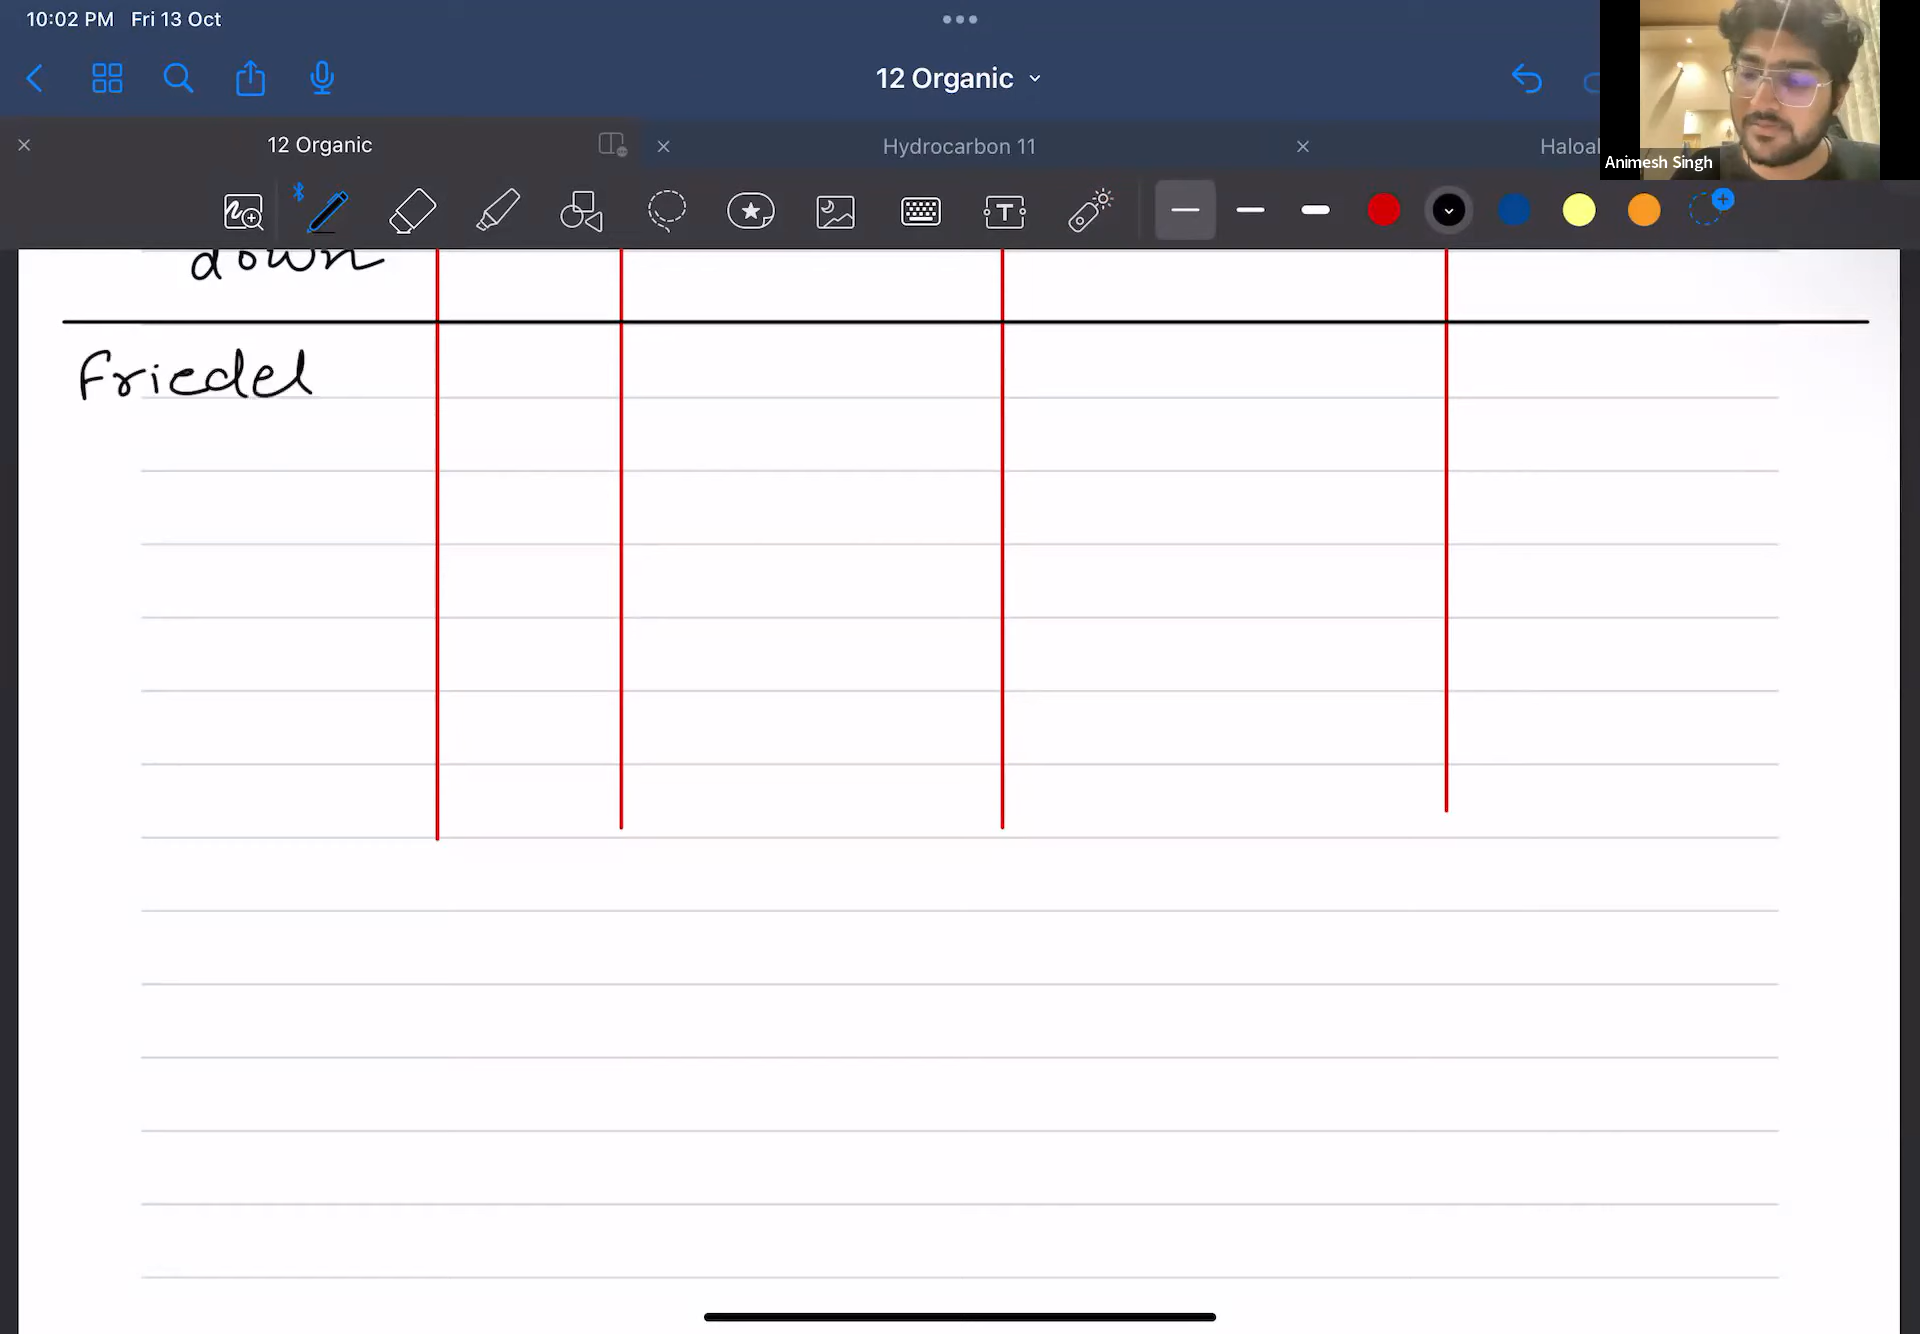 10:02 PM Fri 13 Oct
12 Organic
12 Organic
Hydrocarbon 11
Haloal
Animesh Singh
T
down
Friedel